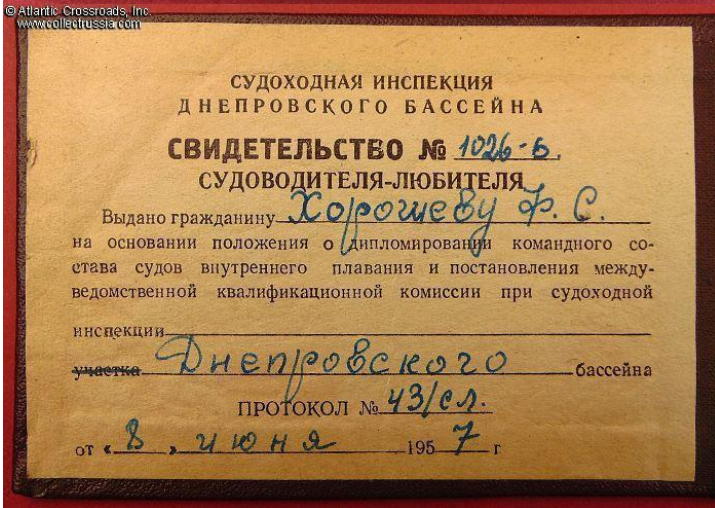 © Atlantic Crossroads, Inc.
www.collectrussia.com
СУДОХОДНАЯ ИНСПЕКЦИЯ
ДНЕПРОВСКОГО БАССЕЙНА
СВИДЕТЕЛЬСТВО № 1026-Б.
СУДОВОДИТЕЛЯ-ЛЮБИТЕЛЯ
Выдано гражданину Хорошеву Ф. С.
на основании положения о дипломировании командного со-
става судов внутреннего плавания и постановления между-
ведомственной квалификационной комиссии при судоходной
инспекции
участка Днепровского бассейна
ПРОТОКОЛ № 43/сл.
от « 8 » июня 1957 г